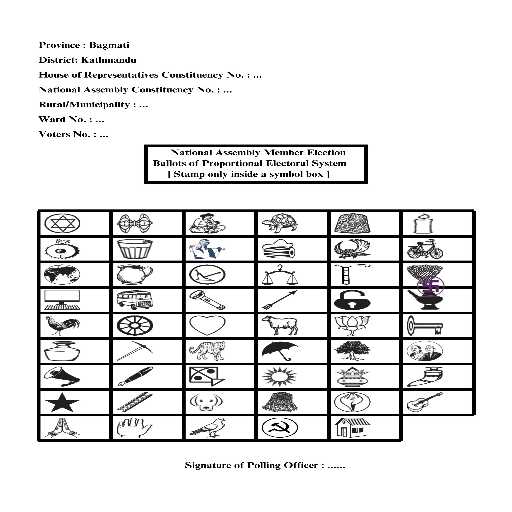 Province : Bagmati
District: Kathmandu
House of Representatives Constituency No. : ...
National Assembly Constituency No. : ...
Rural/Municipality : ...
Ward No. : ...
Voters No. : ...
National Assembly Member Election
Ballots of Proportional Electoral System
[ Stamp only inside a symbol box ]
Signature of Polling Officer : ......